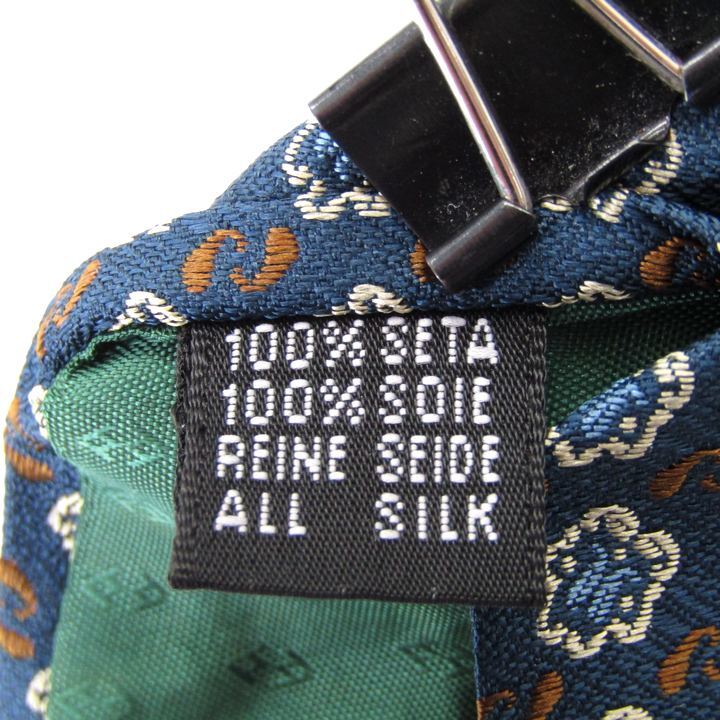 100% SETA
100% SOIE
REINE SEIDE
ALL SILK